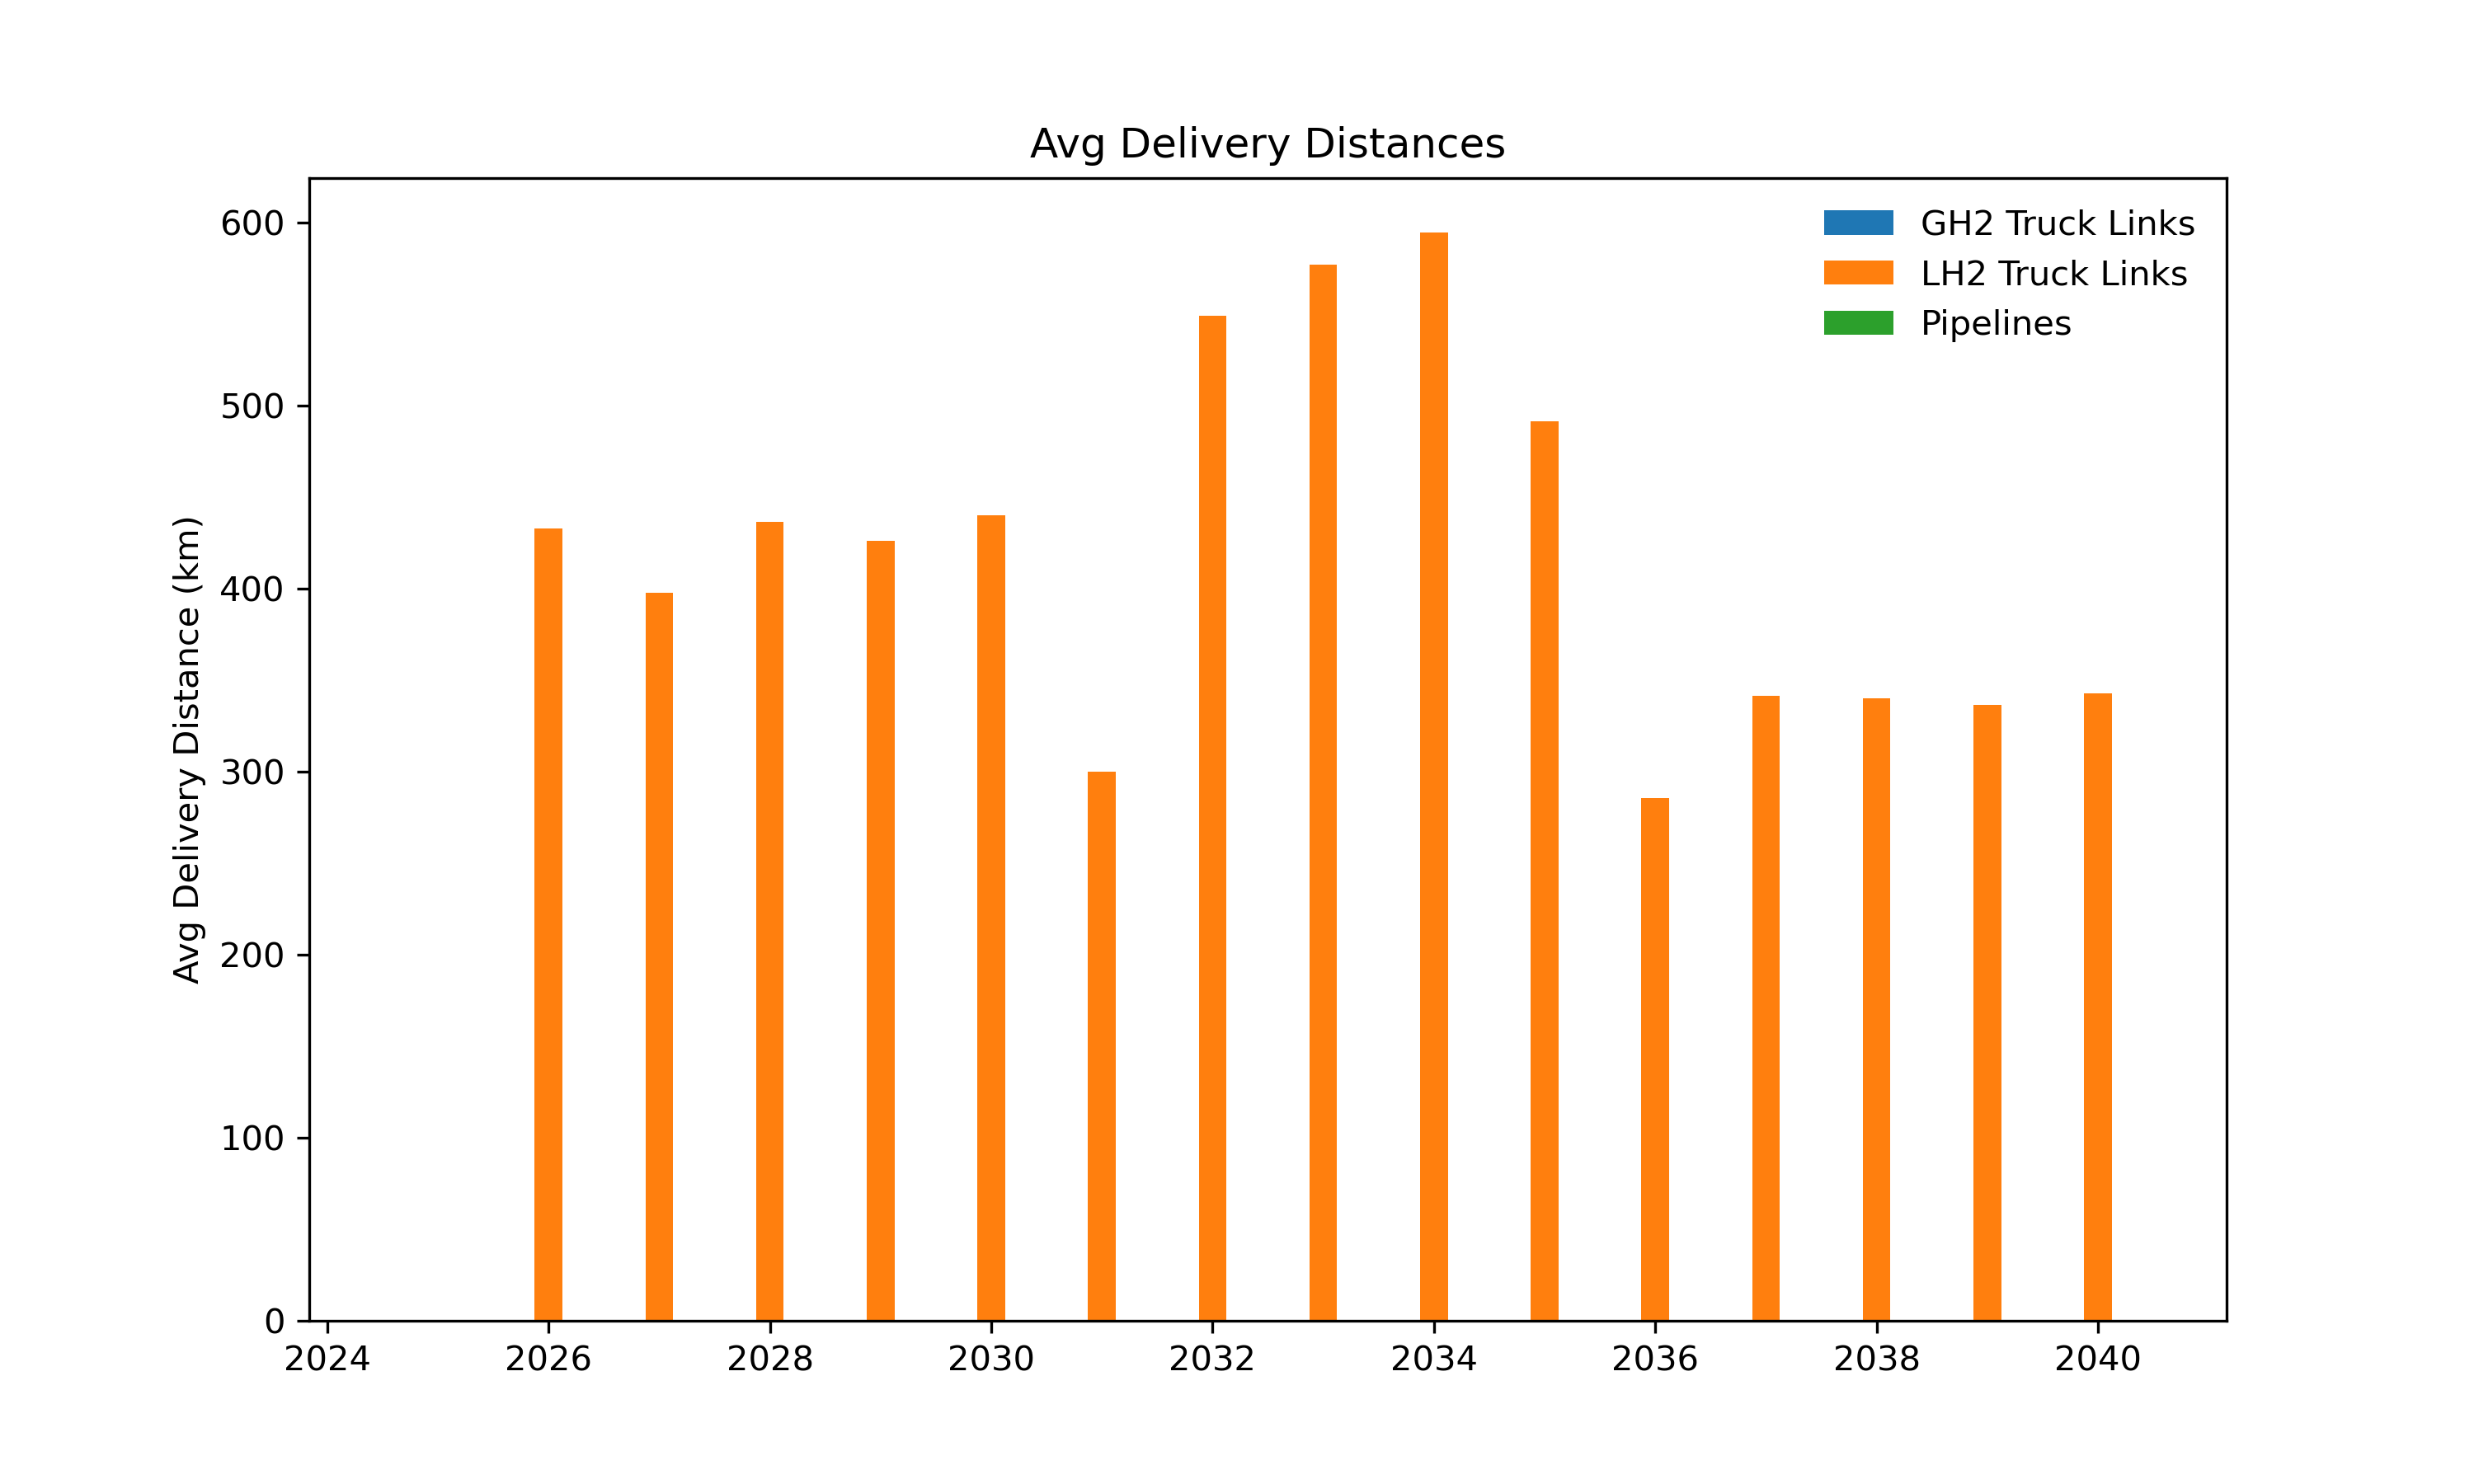 Avg Delivery Distances
GH2 Truck Links
LH2 Truck Links
Pipelines
Avg Delivery Distance (km)
600
500
400
300
200
100
0
2024 2026 2028 2030 2032 2034 2036 2038 2040